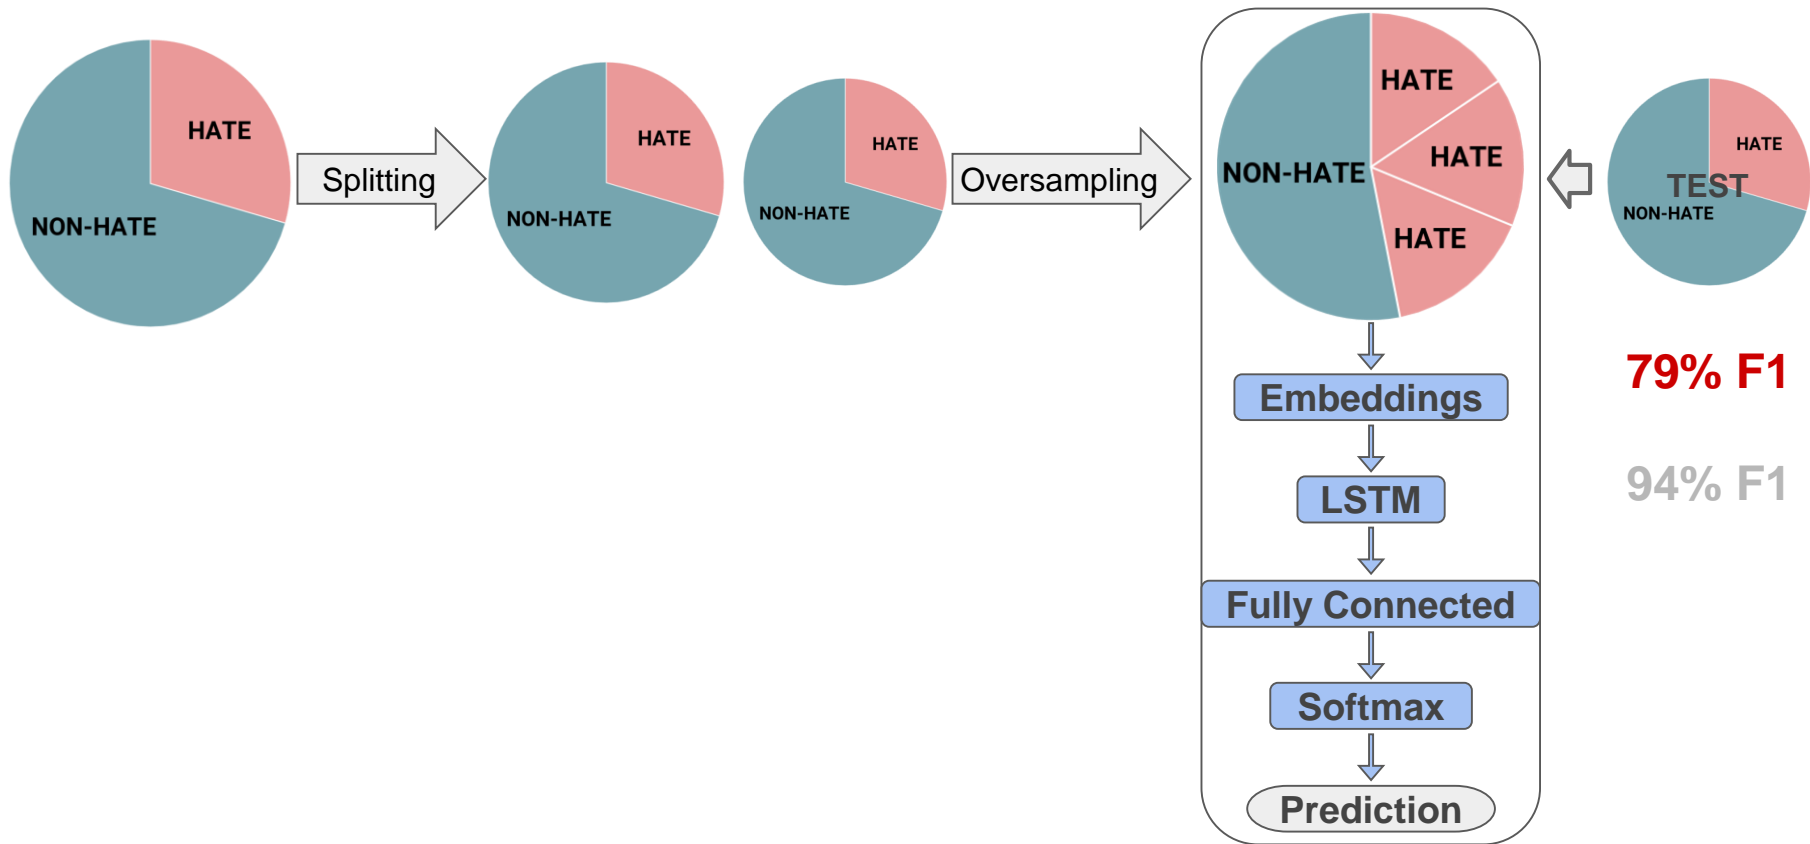 HATE
NON-HATE
Splitting
HATE
NON-HATE
HATE
NON-HATE
Oversampling
HATE
HATE
NON-HATE
HATE
HATE
TEST
NON-HATE
79% F1
94% F1
Embeddings
LSTM
Fully Connected
Softmax
Prediction